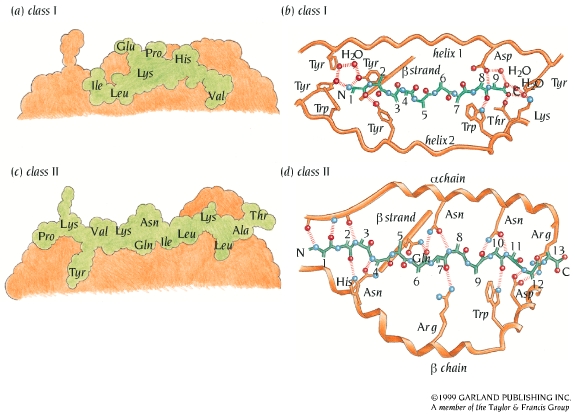 (a) class I
Glu
Pro
His
Lys
Ile
Leu
Val
(b) class I
helix 1
H2O
Tyr
Tyr
2
β strand
Asp
H2O
Tyr
Tyr
N
1
3
4
5
6
7
8
9
C
Trp
Tyr
Trp
Thr
Lys
helix 2
(c) class II
Lys
Pro
Tyr
Val
Lys
Asn
Gln
Ile
Leu
Lys
Leu
Ala
Thr
(d) class II
α chain
β strand
Asn
Asn
Arg
N
1
2
3
4
5
Gln
6
7
8
9
10
11
12
13
C
His
Asn
Arg
Trp
Asp
β chain
©1999 GARLAND PUBLISHING INC.
A member of the Taylor & Francis Group